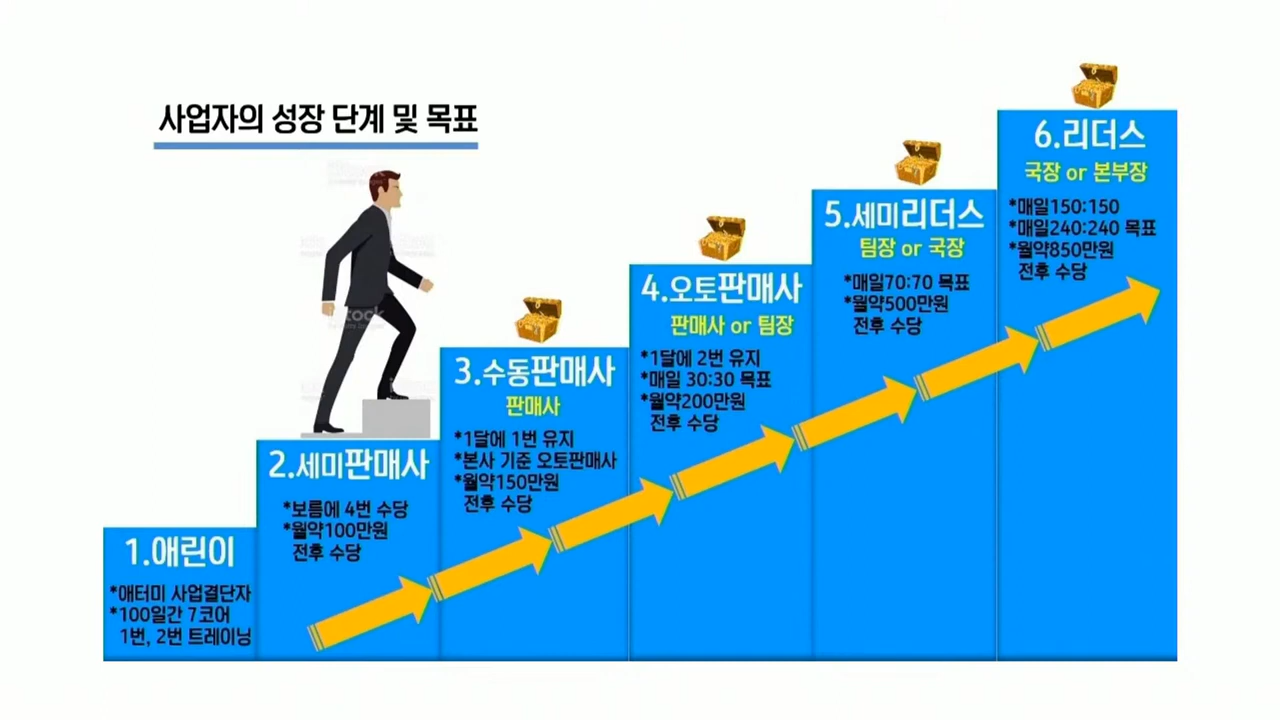 사업자의 성장 단계 및 목표
1.애린이
*애터미 사업결단자
*100일간 7코어
1번, 2번 트레이닝
2.세미판매사
*보름에 4번 수당
*월약100만원
전후 수당
3.수동판매사
판매사
*1달에 1번 유지
*본사 기준 오토판매사
*월약150만원
전후 수당
4.오토판매사
판매사 or 팀장
*1달에 2번 유지
*매일 30:30 목표
*월약200만원
전후 수당
5.세미리더스
팀장 or 국장
*매일70:70 목표
*월약500만원
전후 수당
6.리더스
국장 or 본부장
*매일150:150
*매일240:240 목표
*월약850만원
전후 수당
iStock